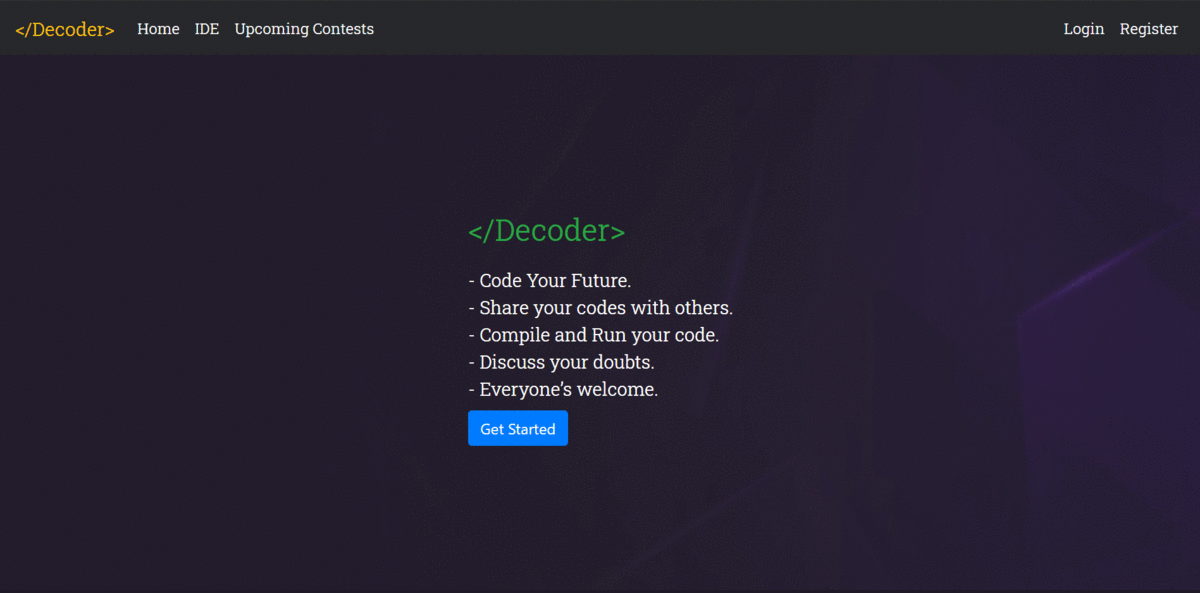 </Decoder> Home IDE Upcoming Contests Login Register
</Decoder>
- Code Your Future.
- Share your codes with others.
- Compile and Run your code.
- Discuss your doubts.
- Everyone’s welcome.
Get Started